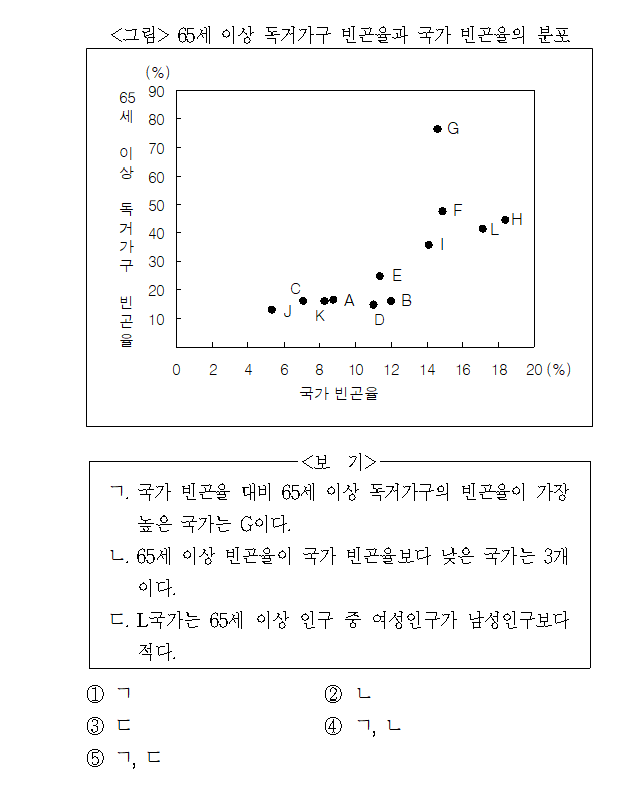 <그림> 65세 이상 독거가구 빈곤율과 국가 빈곤율의 분포
(%)
65세 이상 독거가구 빈곤율
90
80
70
60
50
40
30
20
10
G
F
H
L
I
E
C
J
K
A
D
B
0 2 4 6 8 10 12 14 16 18 20 (%)
국가 빈곤율
<보 기>
ㄱ. 국가 빈곤율 대비 65세 이상 독거가구의 빈곤율이 가장
높은 국가는 G이다.
ㄴ. 65세 이상 빈곤율이 국가 빈곤율보다 낮은 국가는 3개
이다.
ㄷ. L국가는 65세 이상 인구 중 여성인구가 남성인구보다
적다.
① ㄱ ② ㄴ
③ ㄷ ④ ㄱ, ㄴ
⑤ ㄱ, ㄷ